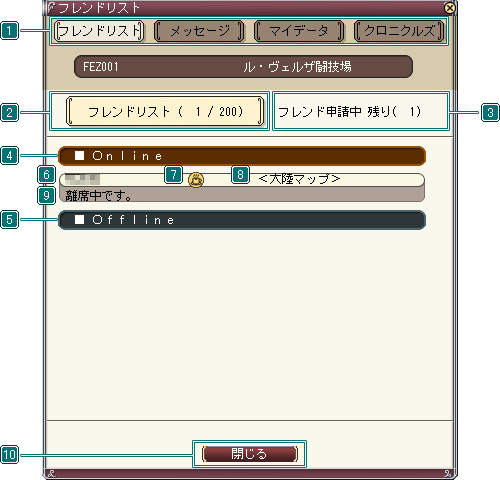 フレンドリスト
1 フレンドリスト メッセージ マイデータ クロニクルズ
FEZ001 ル・ヴェルザ闘技場
2 フレンドリスト ( 1 / 200) フレンド申請中 残り( 1) 3
4 ■ Ｏｎｌｉｎｅ
6 7 8 ＜大陸マップ＞
9 離席中です。
5 ■ Ｏｆｆｌｉｎｅ
10 閉じる